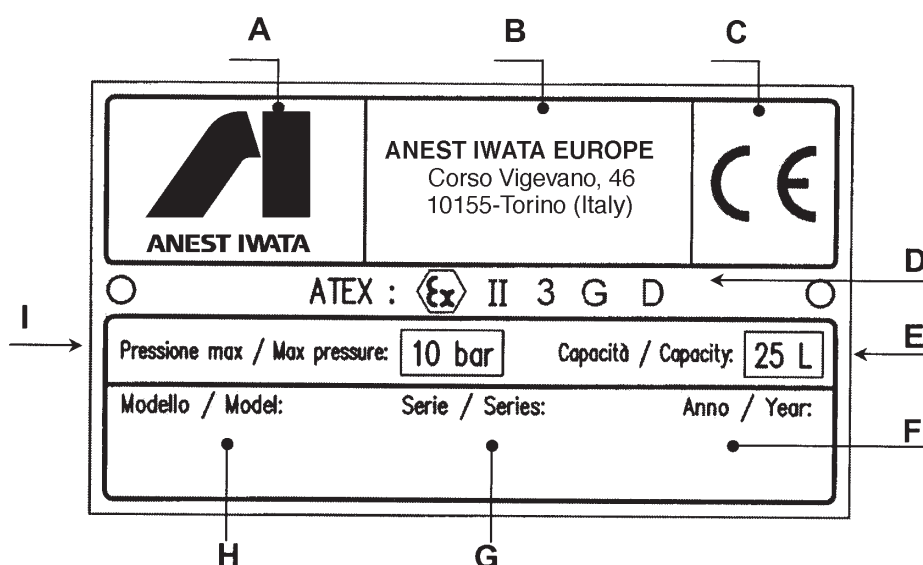 A B C
ANEST IWATA
ANEST IWATA EUROPE
Corso Vigevano, 46
10155-Torino (Italy)
CE
D
ATEX : Ex II 3 G D
I
E
Pressione max / Max pressure: 10 bar Capacità / Capacity: 25 L
Modello / Model: Serie / Series: Anno / Year:
F
H G